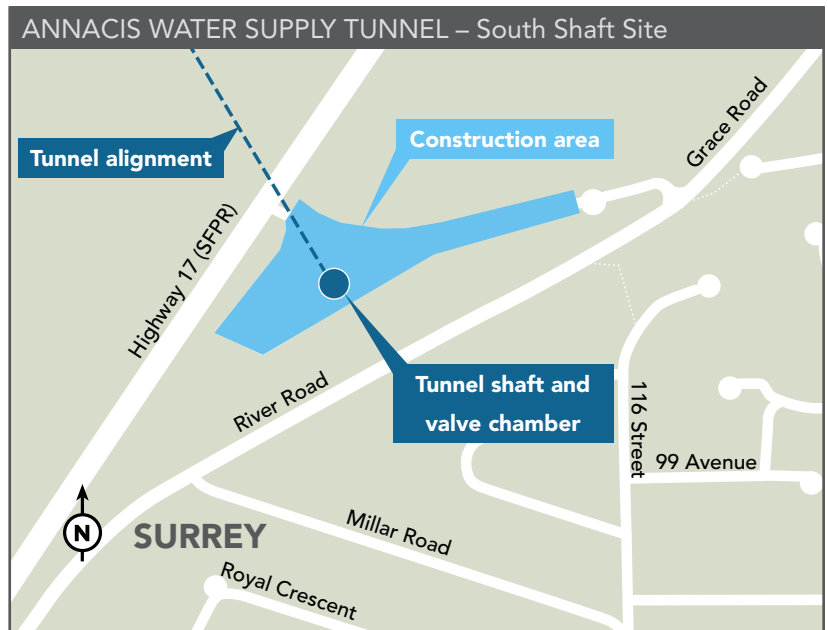 ANNACIS WATER SUPPLY TUNNEL – South Shaft Site
Tunnel alignment
Construction area
Grace Road
Highway 17 (SFPR)
Tunnel shaft and
valve chamber
River Road
116 Street
99 Avenue
N
SURREY
Millar Road
Royal Crescent